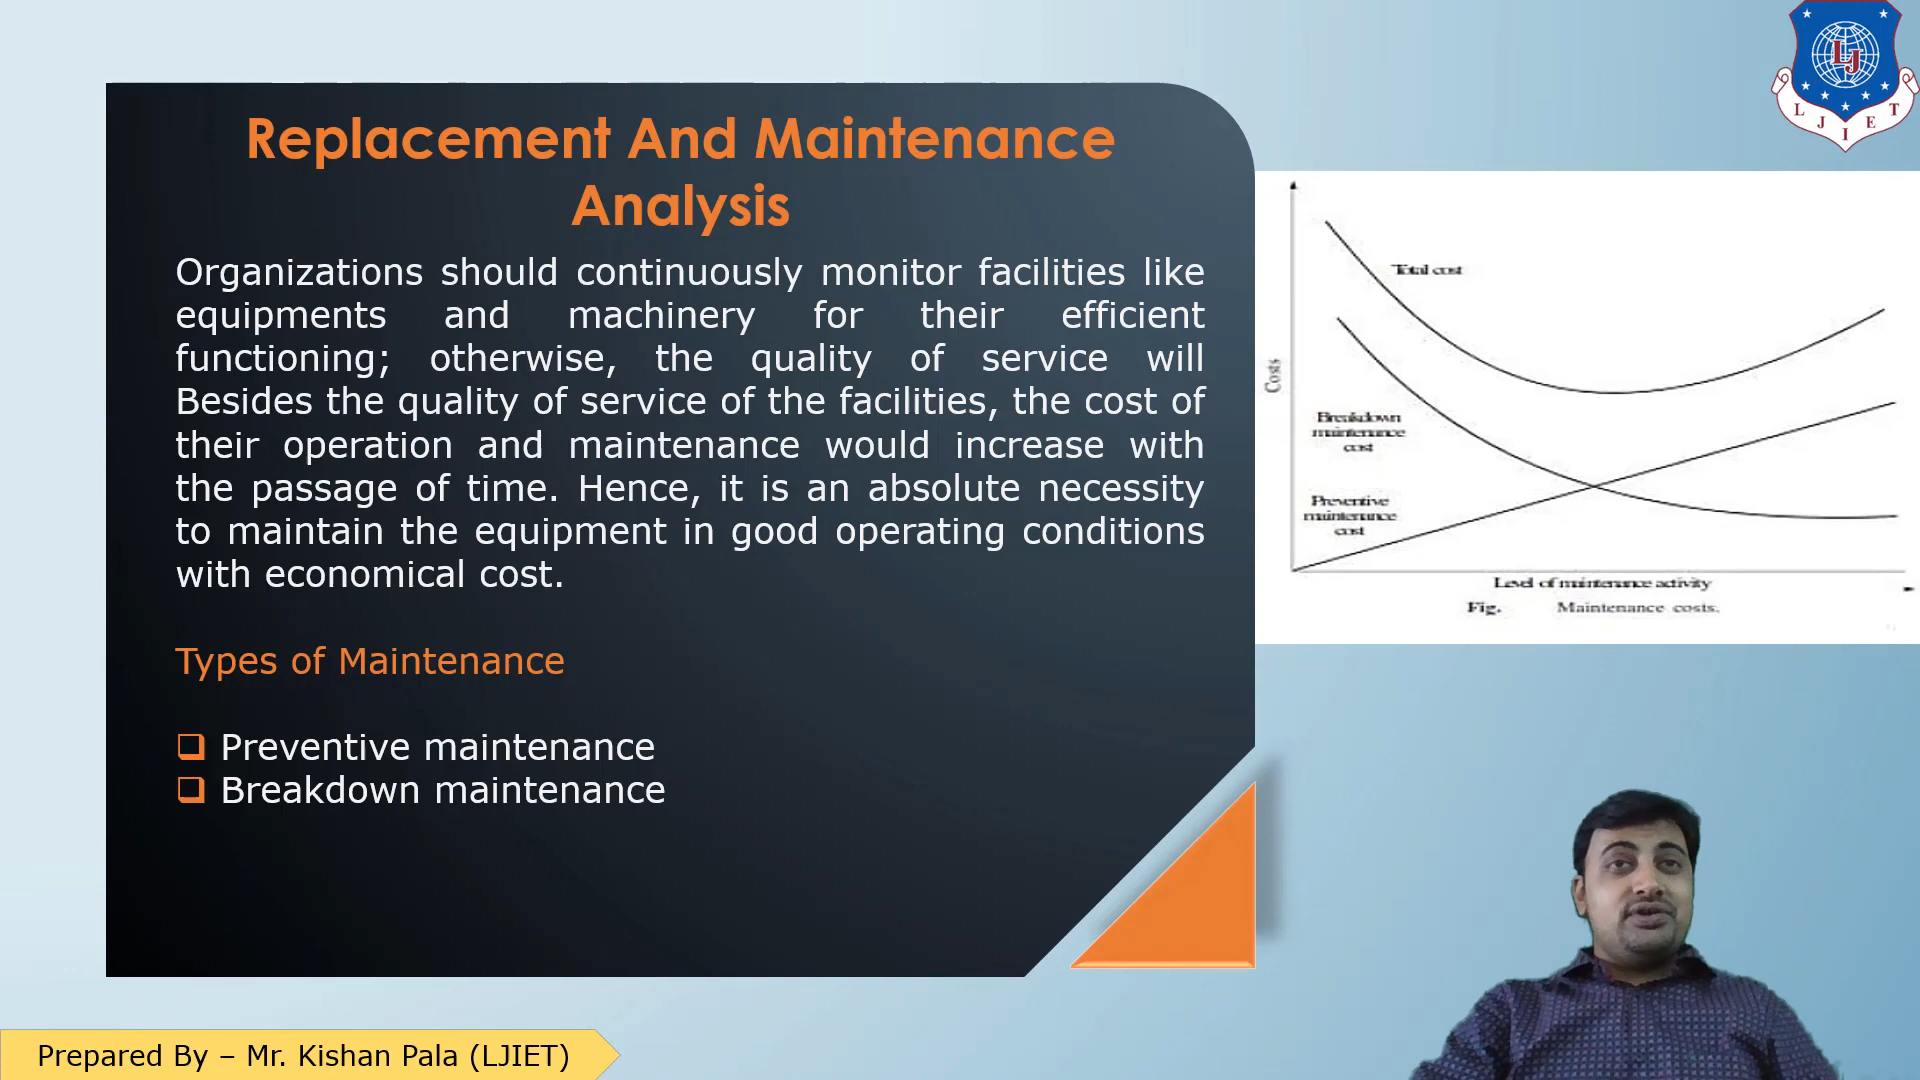 Replacement And Maintenance
Analysis
Organizations should continuously monitor facilities like
equipments and machinery for their efficient
functioning; otherwise, the quality of service will
Besides the quality of service of the facilities, the cost of
their operation and maintenance would increase with
the passage of time. Hence, it is an absolute necessity
to maintain the equipment in good operating conditions
with economical cost.
Types of Maintenance
❑ Preventive maintenance
❑ Breakdown maintenance
LJ
L J I E T
Total cost
Costs
Breakdown
maintenance
cost
Preventive
maintenance
cost
Level of maintenance activity
Fig. Maintenance costs.
Prepared By – Mr. Kishan Pala (LJIET)